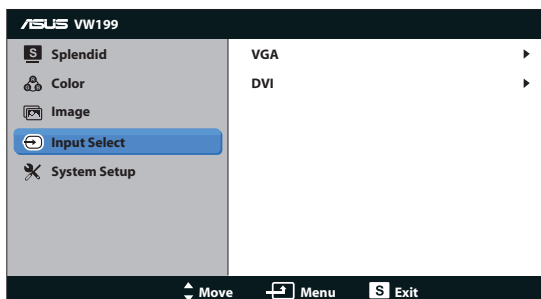 ASUS VW199
S Splendid
Color
Image
Input Select
System Setup
VGA
DVI
Move Menu S Exit